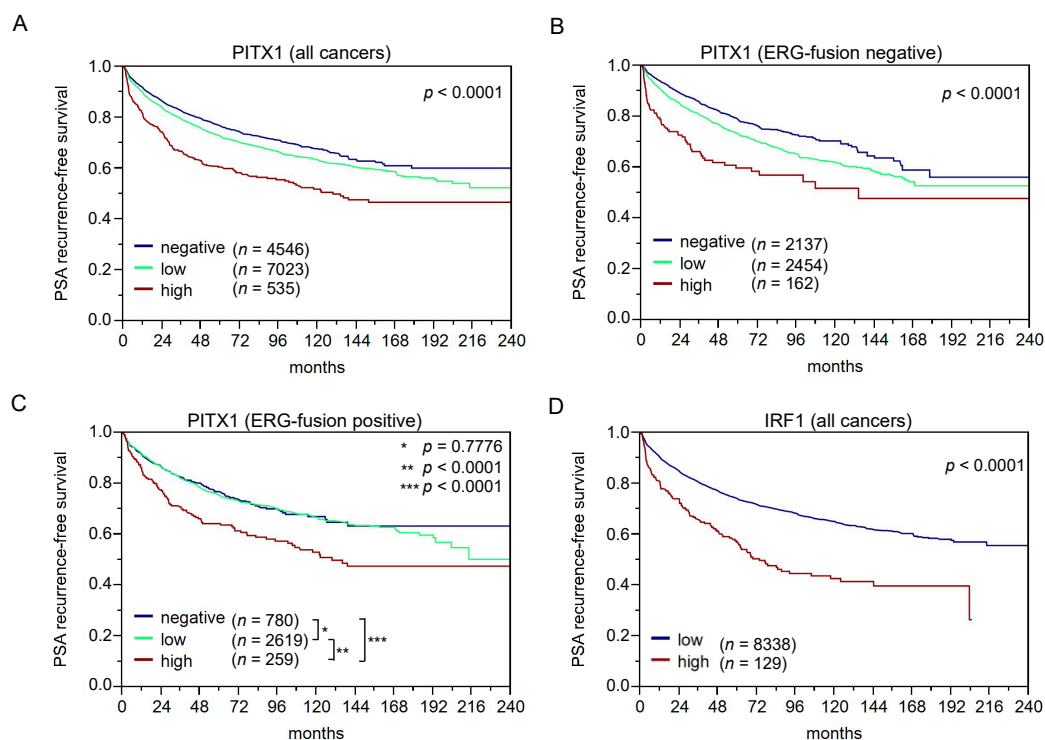 A
PITX1 (all cancers)
p < 0.0001
PSA recurrence-free survival
1.0
0.8
0.6
0.4
0.2
0.0
negative (n = 4546)
low (n = 7023)
high (n = 535)
0 24 48 72 96 120 144 168 192 216 240
months
B
PITX1 (ERG-fusion negative)
p < 0.0001
PSA recurrence-free survival
1.0
0.8
0.6
0.4
0.2
0.0
negative (n = 2137)
low (n = 2454)
high (n = 162)
0 24 48 72 96 120 144 168 192 216 240
months
C
PITX1 (ERG-fusion positive)
* p = 0.7776
** p < 0.0001
*** p < 0.0001
PSA recurrence-free survival
1.0
0.8
0.6
0.4
0.2
0.0
negative (n = 780)
low (n = 2619)
high (n = 259)
*
**
***
0 24 48 72 96 120 144 168 192 216 240
months
D
IRF1 (all cancers)
p < 0.0001
PSA recurrence-free survival
1.0
0.8
0.6
0.4
0.2
0.0
low (n = 8338)
high (n = 129)
0 24 48 72 96 120 144 168 192 216 240
months